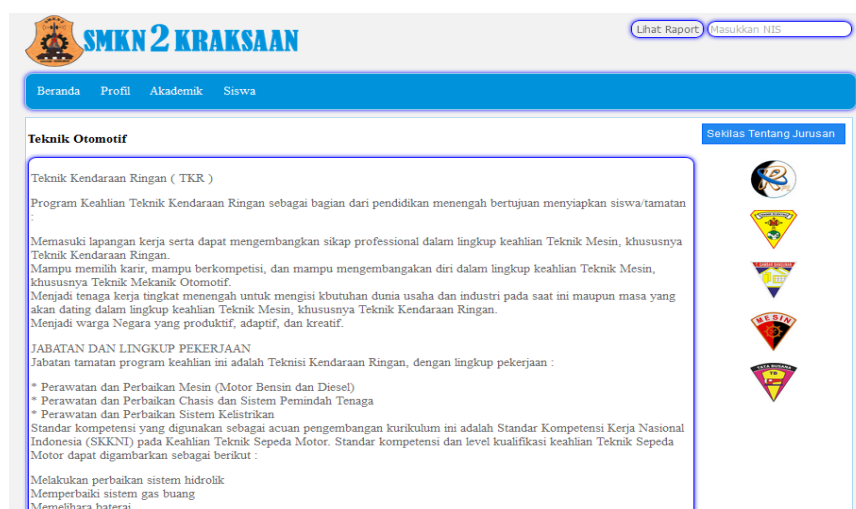 SMKN 2 KRAKSAAN
Lihat Raport Masukkan NIS
Beranda Profil Akademik Siswa
Teknik Otomotif
Sekilas Tentang Jurusan
Teknik Kendaraan Ringan ( TKR )
Program Keahlian Teknik Kendaraan Ringan sebagai bagian dari pendidikan menengah bertujuan menyiapkan siswa/tamatan
:
Memasuki lapangan kerja serta dapat mengembangkan sikap professional dalam lingkup keahlian Teknik Mesin, khususnya
Teknik Kendaraan Ringan.
Mampu memilih karir, mampu berkompetisi, dan mampu mengembangakan diri dalam lingkup keahlian Teknik Mesin,
khususnya Teknik Mekanik Otomotif.
Menjadi tenaga kerja tingkat menengah untuk mengisi kbutuhan dunia usaha dan industri pada saat ini maupun masa yang
akan dating dalam lingkup keahlian Teknik Mesin, khususnya Teknik Kendaraan Ringan.
Menjadi warga Negara yang produktif, adaptif, dan kreatif.
JABATAN DAN LINGKUP PEKERJAAN
Jabatan tamatan program keahlian ini adalah Teknisi Kendaraan Ringan, dengan lingkup pekerjaan :
* Perawatan dan Perbaikan Mesin (Motor Bensin dan Diesel)
* Perawatan dan Perbaikan Chasis dan Sistem Pemindah Tenaga
* Perawatan dan Perbaikan Sistem Kelistrikan
Standar kompetensi yang digunakan sebagai acuan pengembangan kurikulum ini adalah Standar Kompetensi Kerja Nasional
Indonesia (SKKNI) pada Keahlian Teknik Sepeda Motor. Standar kompetensi dan level kualifikasi keahlian Teknik Sepeda
Motor dapat digambarkan sebagai berikut :
Melakukan perbaikan sistem hidrolik
Memperbaiki sistem gas buang
Memelihara baterai
MESIN
TATA BUSANA
TB